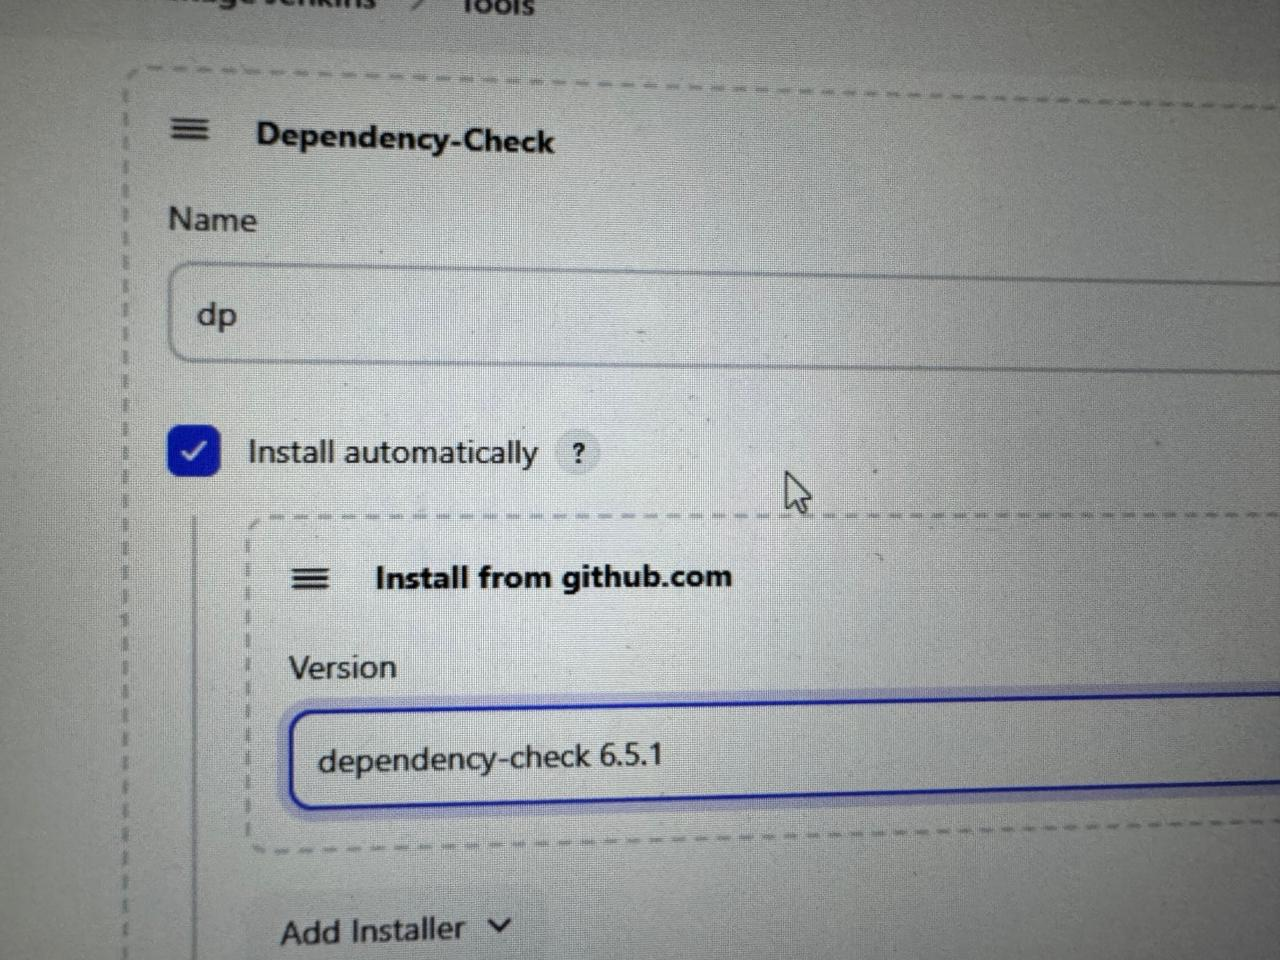 Jenkins > Tools
Dependency-Check
Name
dp
Install automatically ?
Install from github.com
Version
dependency-check 6.5.1
Add Installer